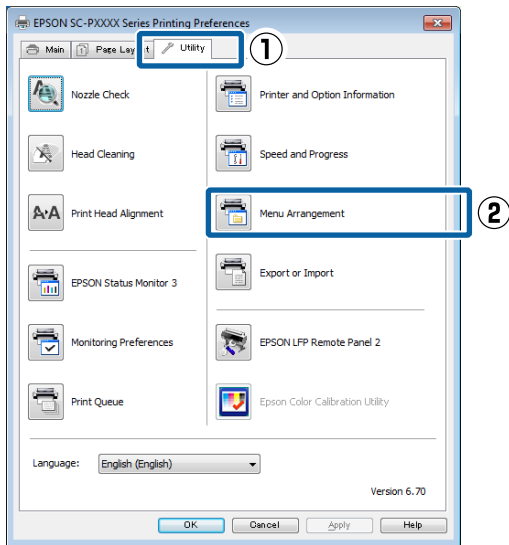 EPSON SC-PXXXX Series Printing Preferences
Main
Utility
①
Nozzle Check
Printer and Option Information
Head Cleaning
Speed and Progress
Print Head Alignment
Menu Arrangement
②
EPSON Status Monitor 3
Export or Import
Monitoring Preferences
EPSON LFP Remote Panel 2
Print Queue
Epson Color Calibration Utility
Language: English (English)
Version 6.70
OK Cancel Apply Help